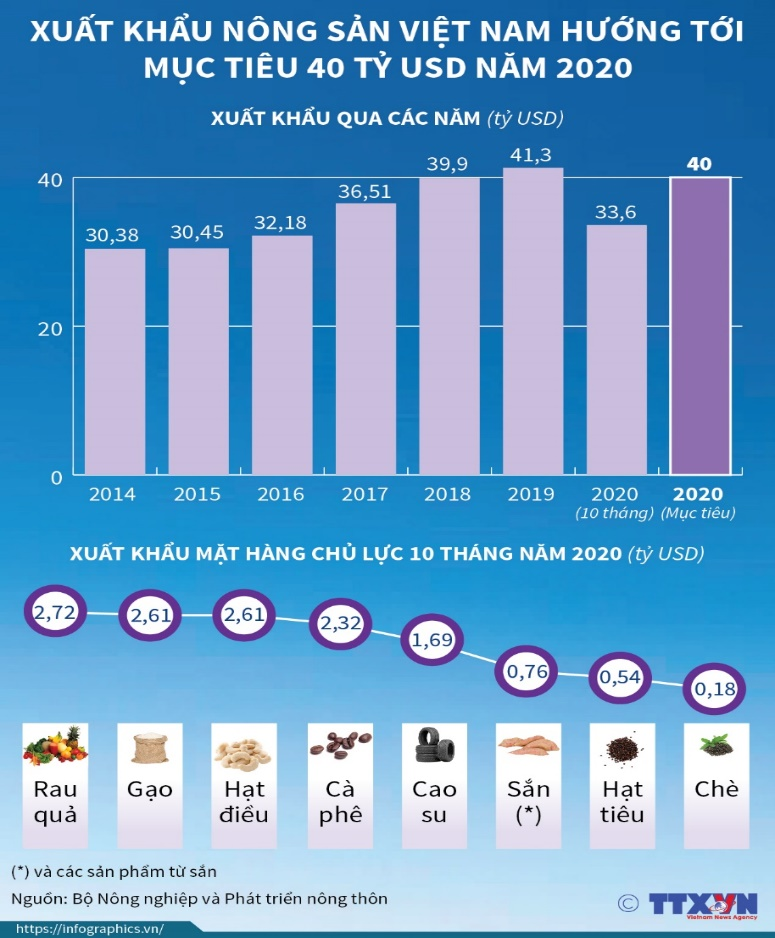 XUẤT KHẨU NÔNG SẢN VIỆT NAM HƯỚNG TỚI
MỤC TIÊU 40 TỶ USD NĂM 2020
XUẤT KHẨU QUA CÁC NĂM (tỷ USD)
40
20
0
30,38
30,45
32,18
36,51
39,9
41,3
33,6
40
2014
2015
2016
2017
2018
2019
2020
(10 tháng)
2020
(Mục tiêu)
XUẤT KHẨU MẶT HÀNG CHỦ LỰC 10 THÁNG NĂM 2020 (tỷ USD)
2,72
2,61
2,61
2,32
1,69
0,76
0,54
0,18
Rau
quả
Gạo
Hạt
điều
Cà
phê
Cao
su
Sắn
(*)
Hạt
tiêu
Chè
(*) và các sản phẩm từ sắn
Nguồn: Bộ Nông nghiệp và Phát triển nông thôn
© TTXVN
Vietnam News Agency
https://infographics.vn/